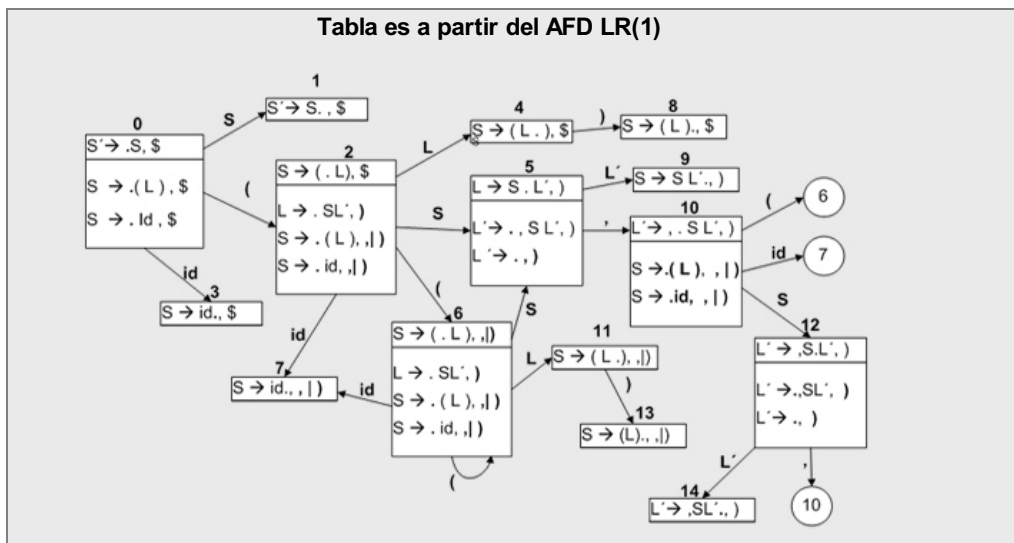 Tabla es a partir del AFD LR(1)
1
S´→ S. , $
0
S
S´→ .S, $
S → .( L ) , $
S → . Id , $
(
id
3
S → id., $
2
S → ( . L), $
L → . SL´, )
S → . ( L ), ,| )
S → . id, ,| )
L
4
S → ( L . ), $
)
8
S → ( L )., $
S
5
L → S . L´, )
L´→ . , S L´, )
L´→ . , )
L´
9
S → S L´., )
,
10
L´→ , . S L´, )
S →.( L ), , | )
S → .id, , | )
(
6
id
7
S
12
L´ → ,S.L´, )
L´ →.,SL´, )
L´→ ., )
(
6
S → ( . L ), ,|)
L → . SL´, )
S → . ( L ), ,| )
S → . id, ,| )
S
id
7
S → id., , | )
id
L
11
S → ( L .), ,|)
)
13
S → (L)., ,|)
(
L´
14
L´→ ,SL´., )
,
10